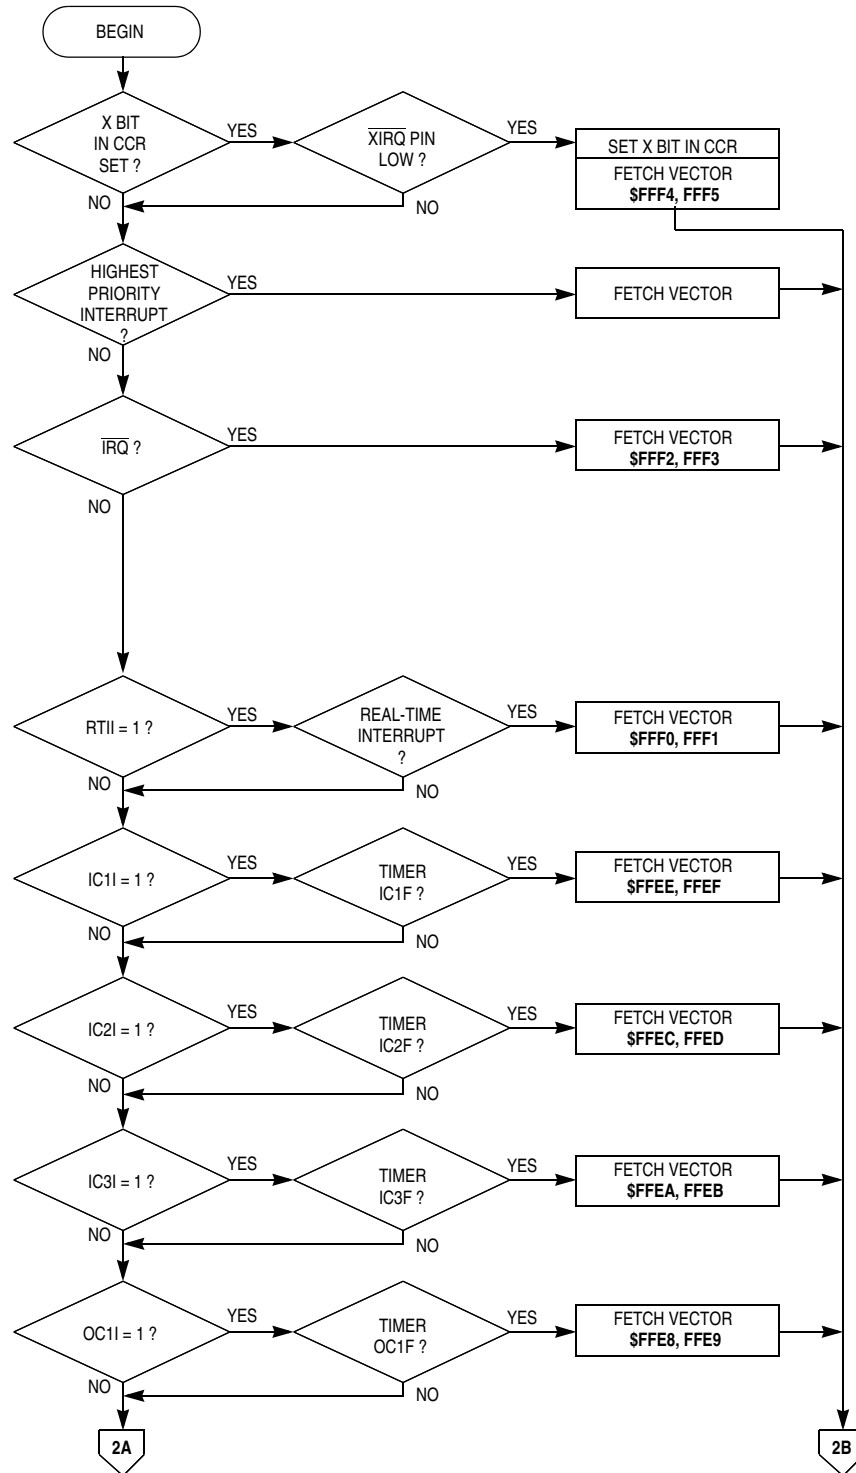 BEGIN
X BIT
IN CCR
SET ?
YES
XIRQ PIN
LOW ?
YES
SET X BIT IN CCR
FETCH VECTOR
$FFF4, FFF5
NO
NO
HIGHEST
PRIORITY
INTERRUPT
?
YES
FETCH VECTOR
NO
IRQ ?
YES
FETCH VECTOR
$FFF2, FFF3
NO
RTII = 1 ?
YES
REAL-TIME
INTERRUPT
?
YES
FETCH VECTOR
$FFF0, FFF1
NO
NO
IC1I = 1 ?
YES
TIMER
IC1F ?
YES
FETCH VECTOR
$FFEE, FFEF
NO
NO
IC2I = 1 ?
YES
TIMER
IC2F ?
YES
FETCH VECTOR
$FFEC, FFED
NO
NO
IC3I = 1 ?
YES
TIMER
IC3F ?
YES
FETCH VECTOR
$FFEA, FFEB
NO
NO
OC1I = 1 ?
YES
TIMER
OC1F ?
YES
FETCH VECTOR
$FFE8, FFE9
NO
NO
2A
2B